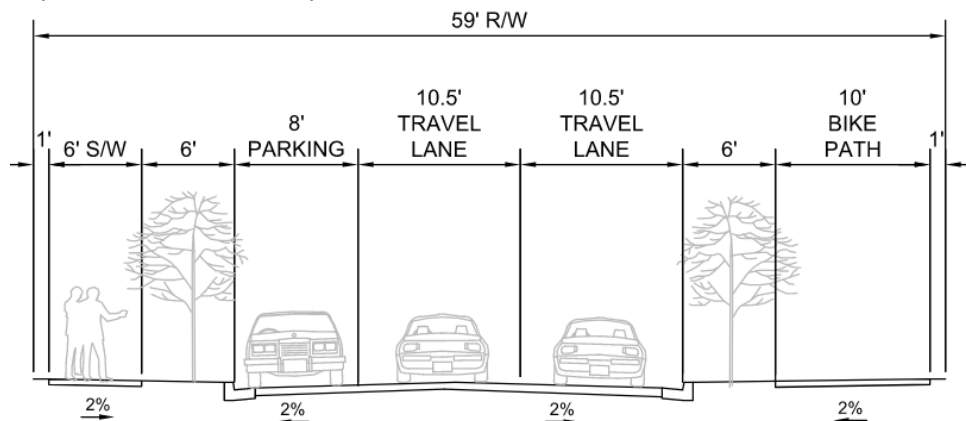 59' R/W
1'
6' S/W
6'
8'
PARKING
10.5'
TRAVEL
LANE
10.5'
TRAVEL
LANE
6'
10'
BIKE
PATH
1'
2%
2%
2%
2%